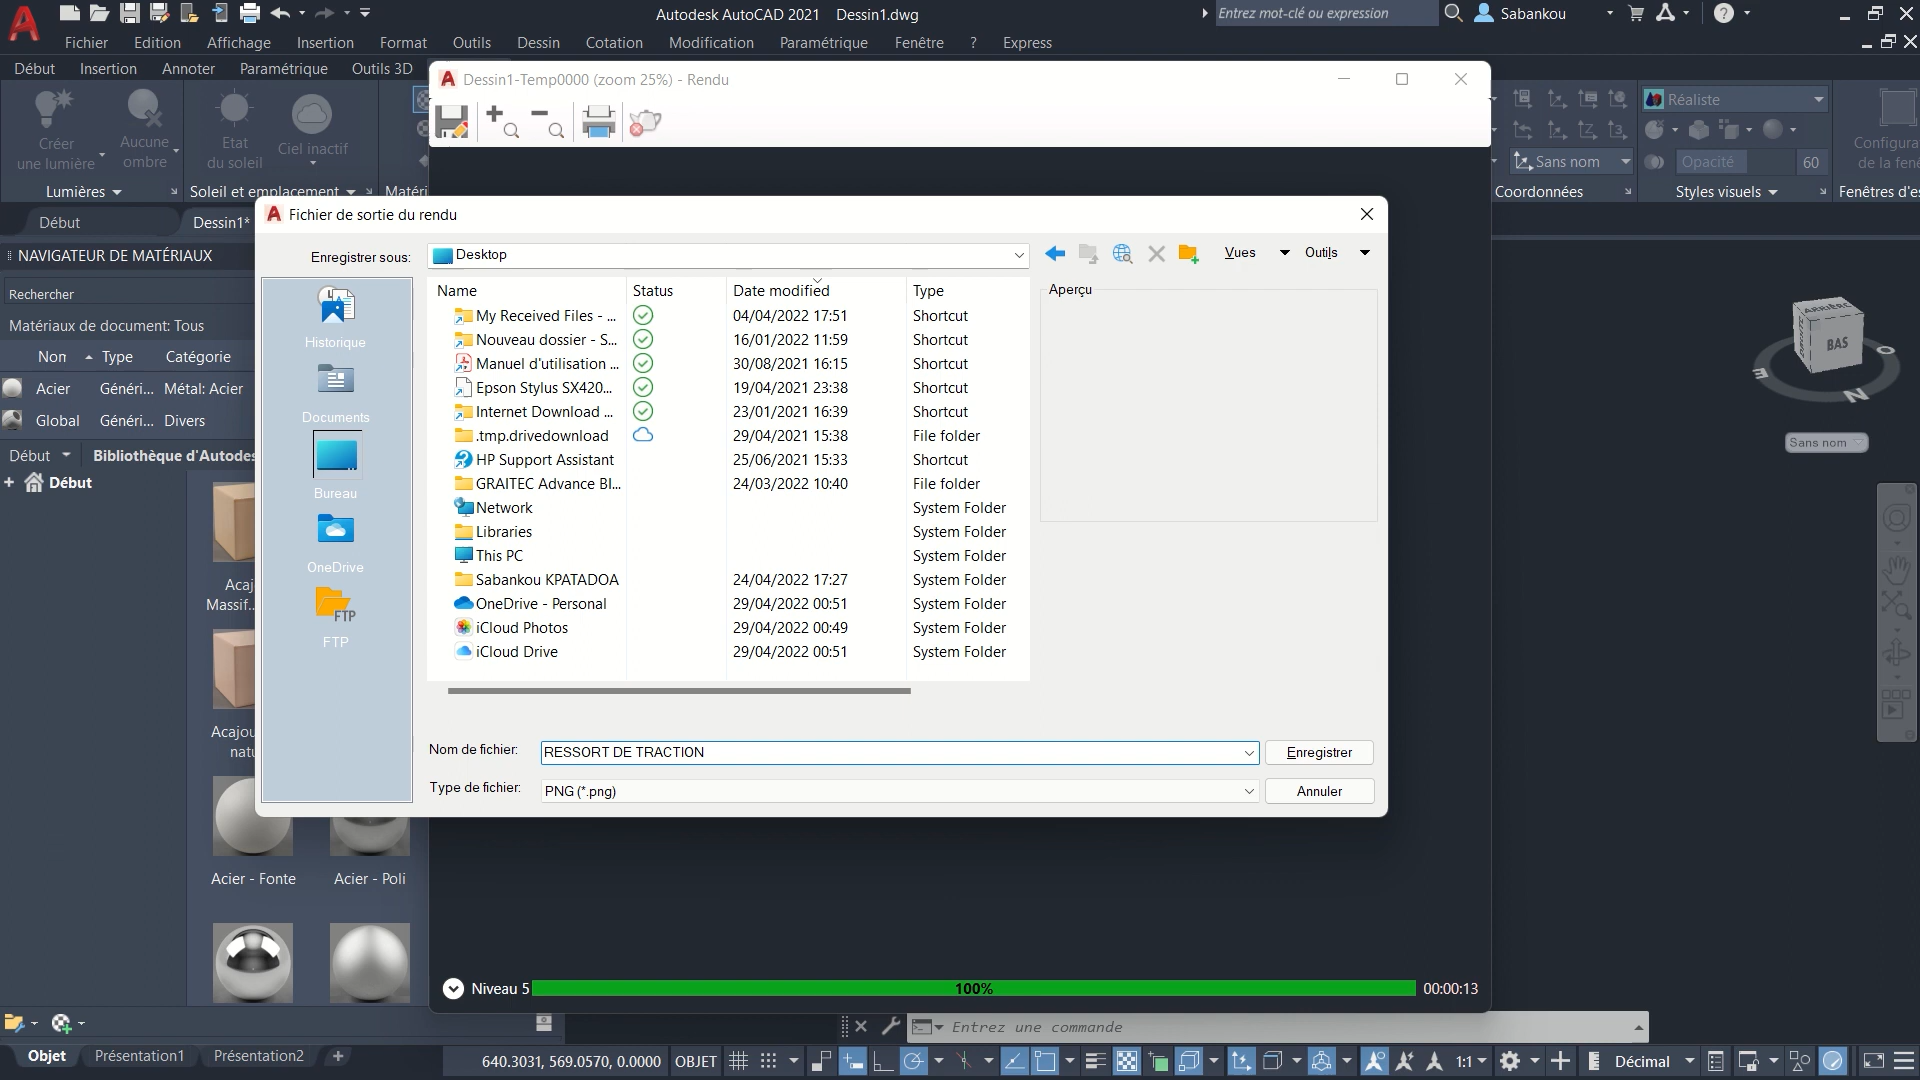 Autodesk AutoCAD 2021 Dessin1.dwg
Entrez mot-clé ou expression
Sabankou
Fichier Edition Affichage Insertion Format Outils Dessin Cotation Modification Paramétrique Fenêtre ? Express
Début Insertion Annoter Paramétrique Outils 3D
Dessin1-Temp0000 (zoom 25%) - Rendu
Créer
une lumière
Aucune
ombre
Etat
du soleil
Ciel inactif
Réaliste
Sans nom
Opacité 60
Lumières Soleil et emplacement
Coordonnées Styles visuels
Début Dessin1*
Fichier de sortie du rendu
NAVIGATEUR DE MATÉRIAUX
Rechercher
Matériaux de document: Tous
Type Catégorie
Acier Généri... Métal: Acier
Global Généri... Divers
Début
Début
Enregistrer sous: Desktop
Vues Outils
Historique
Documents
Bureau
OneDrive
FTP
FTP
Name Status Date modified Type
My Received Files - ... 04/04/2022 17:51 Shortcut
Nouveau dossier - S... 16/01/2022 11:59 Shortcut
Manuel d'utilisation ... 30/08/2021 16:15 Shortcut
Epson Stylus SX420... 19/04/2021 23:38 Shortcut
Internet Download ... 23/01/2021 16:39 Shortcut
.tmp.drivedownload 29/04/2021 15:38 File folder
HP Support Assistant 25/06/2021 15:33 Shortcut
GRAITEC Advance BI... 24/03/2022 10:40 File folder
Network System Folder
Libraries System Folder
This PC System Folder
Sabankou KPATADOA 24/04/2022 17:27 System Folder
OneDrive - Personal 29/04/2022 00:51 System Folder
iCloud Photos 29/04/2022 00:49 System Folder
iCloud Drive 29/04/2022 00:51 System Folder
Aperçu
BAS
E
N
Sans nom
Nom de fichier: RESSORT DE TRACTION Enregistrer
Type de fichier: PNG (*.png) Annuler
Acier - Fonte Acier - Poli
Niveau 5 100% 00:00:13
Entrez une commande
Objet Présentation1 Présentation2 +
640.3031, 569.0570, 0.0000 OBJET 1:1 Décimal